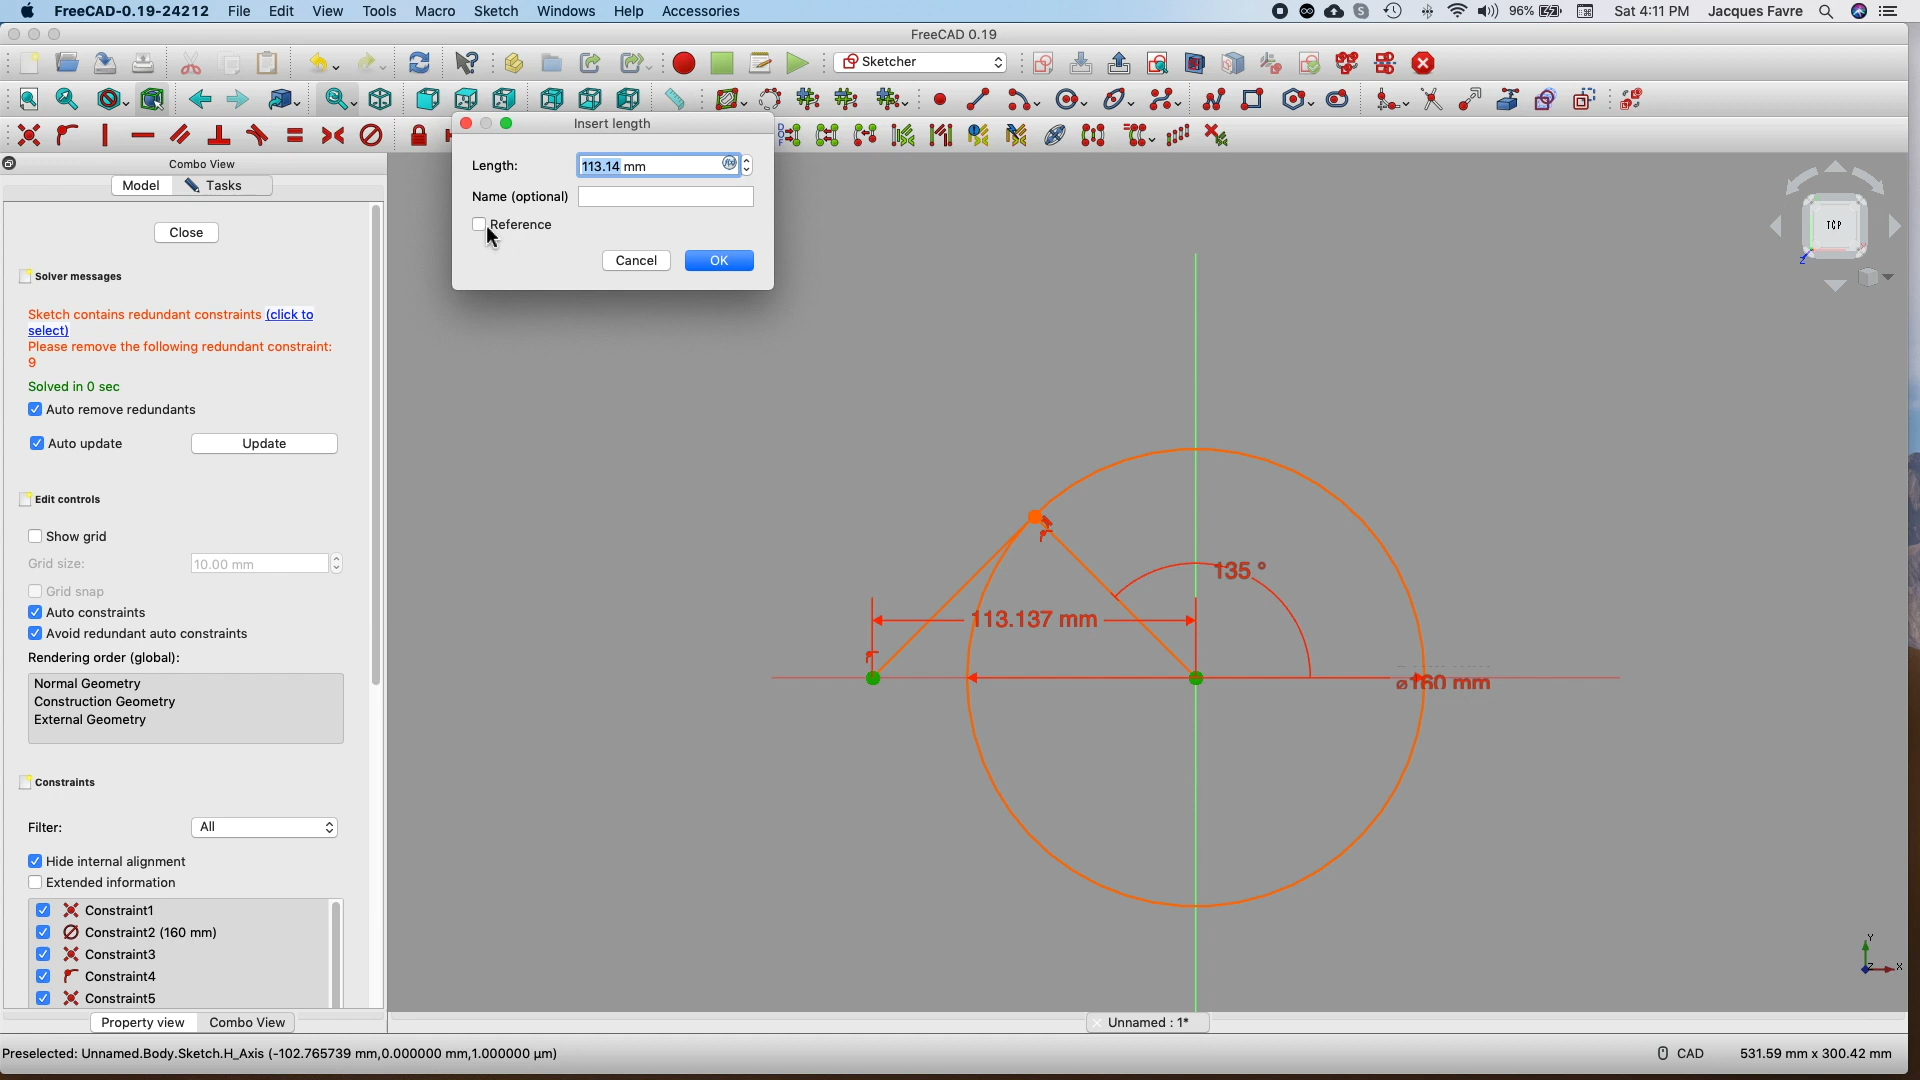 FreeCAD-0.19-24212 File Edit View Tools Macro Sketch Windows Help Accessories 96% Sat 4:11 PM Jacques Favre
FreeCAD 0.19
Sketcher
Combo View
Model Tasks
Close
Solver messages
Sketch contains redundant constraints (click to
select)
Please remove the following redundant constraint:
9
Solved in 0 sec
Auto remove redundants
Auto update Update
Edit controls
Show grid
Grid size: 10.00 mm
Grid snap
Auto constraints
Avoid redundant auto constraints
Rendering order (global):
Normal Geometry
Construction Geometry
External Geometry
Constraints
Filter: All
Hide internal alignment
Extended information
Constraint1
Constraint2 (160 mm)
Constraint3
Constraint4
Constraint5
Property view Combo View
Insert length
Length: 113.14 mm
Name (optional)
Reference
Cancel OK
TOP
Z
135 °
113.137 mm
⌀160 mm
Y
Z X
Unnamed : 1*
Preselected: Unnamed.Body.Sketch.H_Axis (-102.765739 mm,0.000000 mm,1.000000 µm) CAD 531.59 mm x 300.42 mm